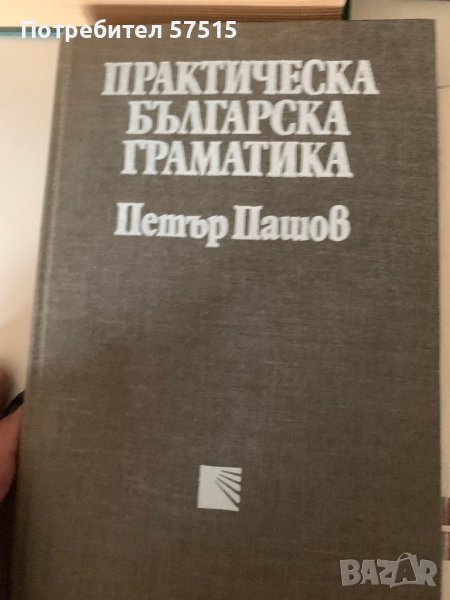 Потребител 57515
ПРАКТИЧЕСКА
БЪЛГАРСКА
ГРАМАТИКА
Петър Пашов
BAZAR